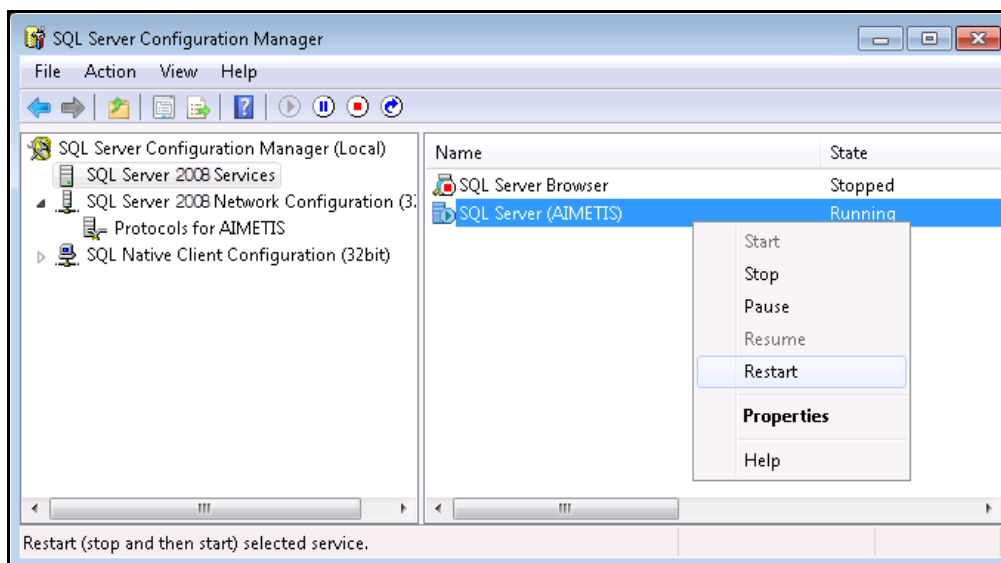 SQL Server Configuration Manager
File Action View Help
SQL Server Configuration Manager (Local)
SQL Server 2008 Services
SQL Server 2008 Network Configuration (3
Protocols for AIMETIS
SQL Native Client Configuration (32bit)
Name State
SQL Server Browser Stopped
SQL Server (AIMETIS) Running
Start
Stop
Pause
Resume
Restart
Properties
Help
Restart (stop and then start) selected service.